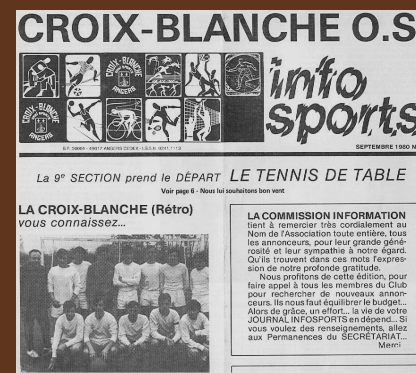 CROIX-BLANCHE O.S
info
sports
SEPTEMBRE 1980 N
La 9e SECTION prend le DÉPART LE TENNIS DE TABLE
Voir page 6 - Nous lui souhaitons bon vent
LA CROIX-BLANCHE (Rétro)
vous connaissez...
LA COMMISSION INFORMATION
tient à remercier très cordialement au
Nom de l'Association toute entière, tous
les annonceurs, pour leur grande géné-
rosité et leur sympathie à notre égard.
Qu'ils trouvent dans ces mots l'expres-
sion de notre profonde gratitude.
Nous profitons de cette édition, pour
faire appel à tous les membres du Club
pour rechercher de nouveaux annon-
ceurs. Ils nous faut équilibrer le budget...
Alors de grâce, un effort... la vie de votre
JOURNAL INFOSPORTS en dépend... Si
vous voulez des renseignements, allez
aux Permanences du SECRÉTARIAT...
Merci